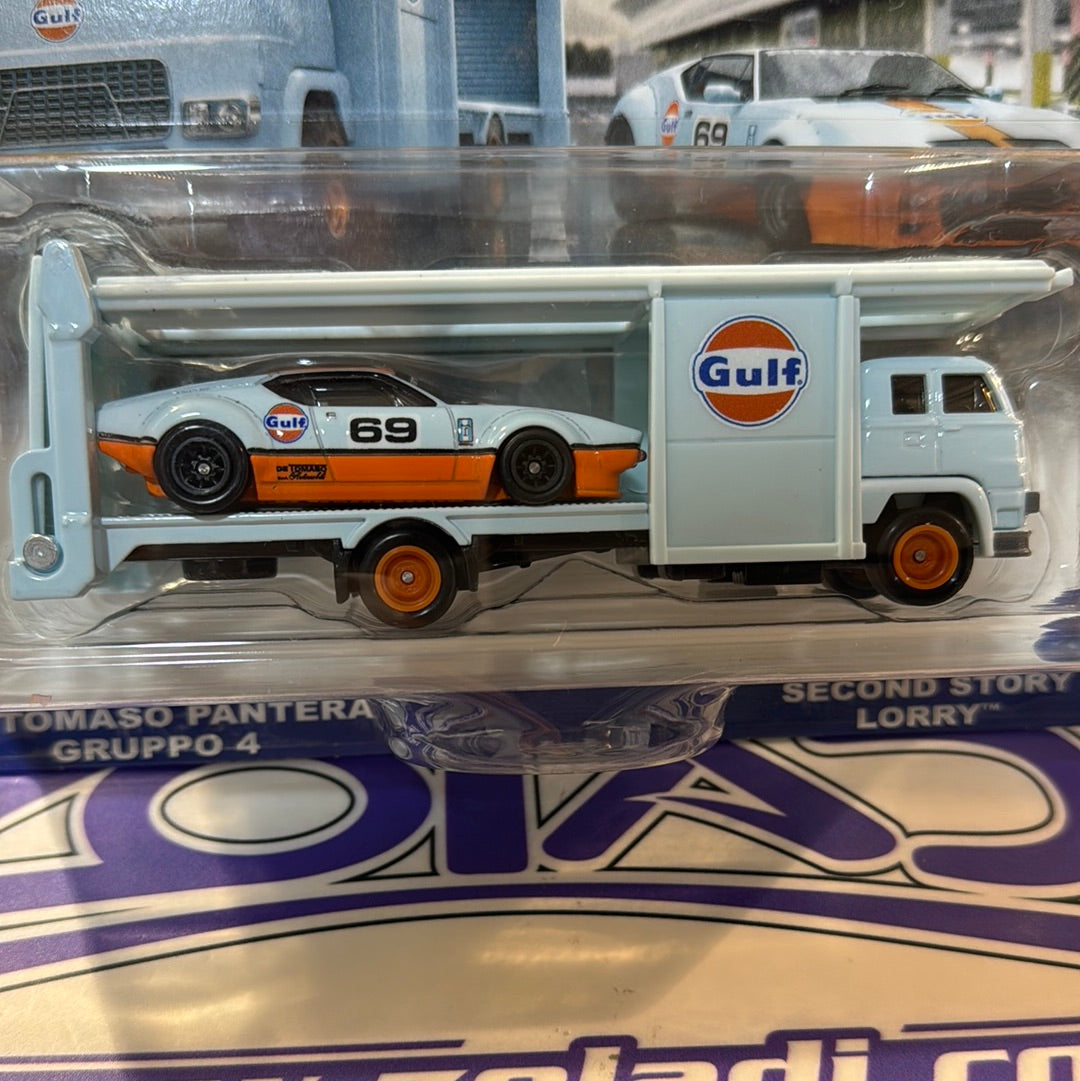 Gulf
Gulf
69
Gulf
Gulf
69
DE TOMASO
TOMASO PANTERA
GRUPPO 4
SECOND STORY
LORRY™